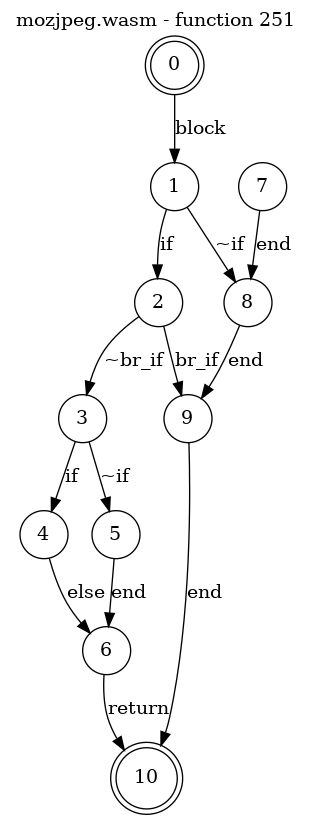 mozjpeg.wasm - function 251
0
block
1
7
if
~if
end
2
8
~br_if
br_if
end
3
9
if
~if
4
5
else
end
end
6
return
10